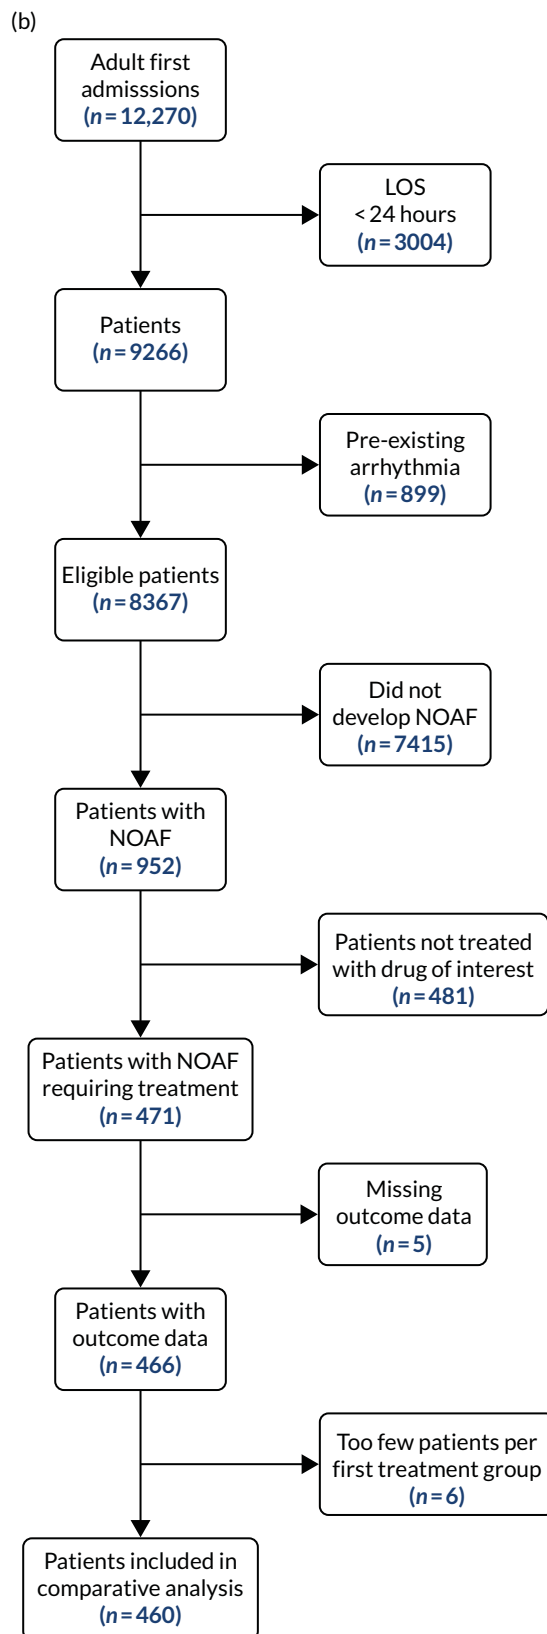 (b)
Adult first
admisssions
(n = 12,270)
LOS
< 24 hours
(n = 3004)
Patients
(n = 9266)
Pre-existing
arrhythmia
(n = 899)
Eligible patients
(n = 8367)
Did not
develop NOAF
(n = 7415)
Patients with
NOAF
(n = 952)
Patients not treated
with drug of interest
(n = 481)
Patients with NOAF
requiring treatment
(n = 471)
Missing
outcome data
(n = 5)
Patients with
outcome data
(n = 466)
Too few patients per
first treatment group
(n = 6)
Patients included in
comparative analysis
(n = 460)